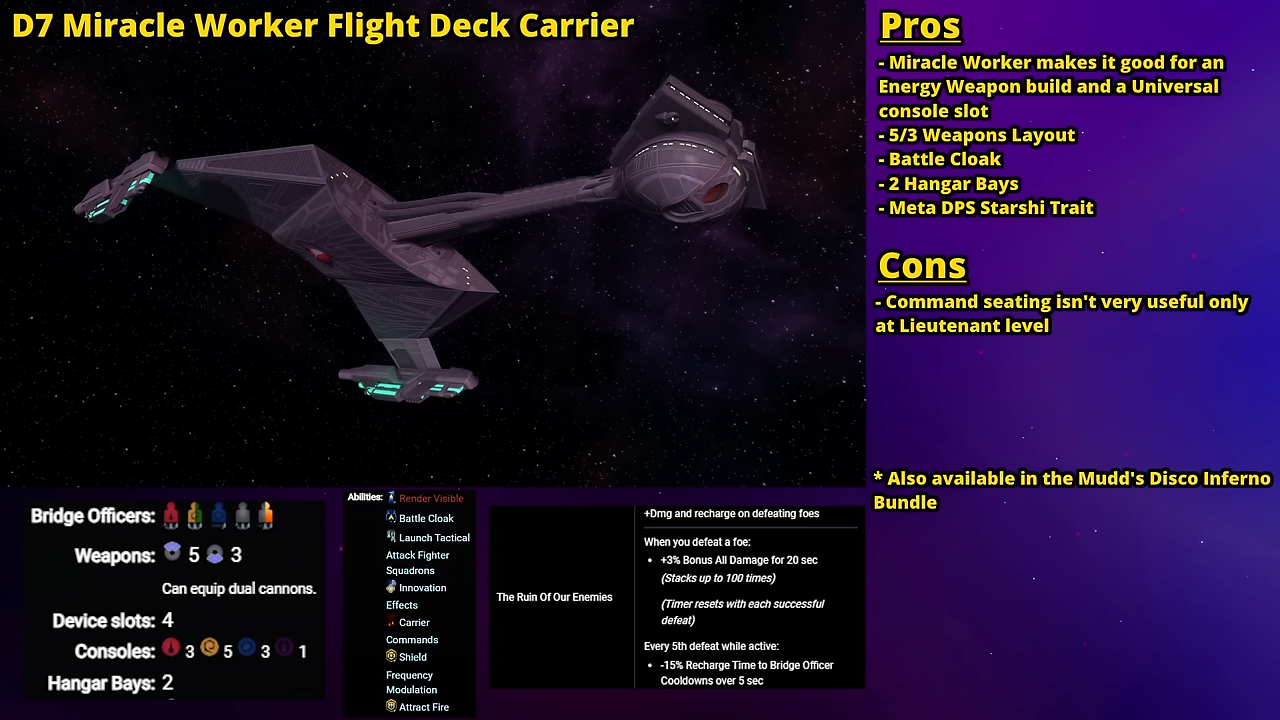 D7 Miracle Worker Flight Deck Carrier
Pros
- Miracle Worker makes it good for an
Energy Weapon build and a Universal
console slot
- 5/3 Weapons Layout
- Battle Cloak
- 2 Hangar Bays
- Meta DPS Starshi Trait
Cons
- Command seating isn't very useful only
at Lieutenant level
* Also available in the Mudd's Disco Inferno
Bundle
Bridge Officers:
Weapons: 5 3
Can equip dual cannons.
Device slots: 4
Consoles: 3 5 3 1
Hangar Bays: 2
Abilities: Render Visible
Battle Cloak
Launch Tactical
Attack Fighter
Squadrons
Innovation
Effects
Carrier
Commands
Shield
Frequency
Modulation
Attract Fire
The Ruin Of Our Enemies
+Dmg and recharge on defeating foes
When you defeat a foe:
• +3% Bonus All Damage for 20 sec
(Stacks up to 100 times)
(Timer resets with each successful
defeat)
Every 5th defeat while active:
• -15% Recharge Time to Bridge Officer
Cooldowns over 5 sec